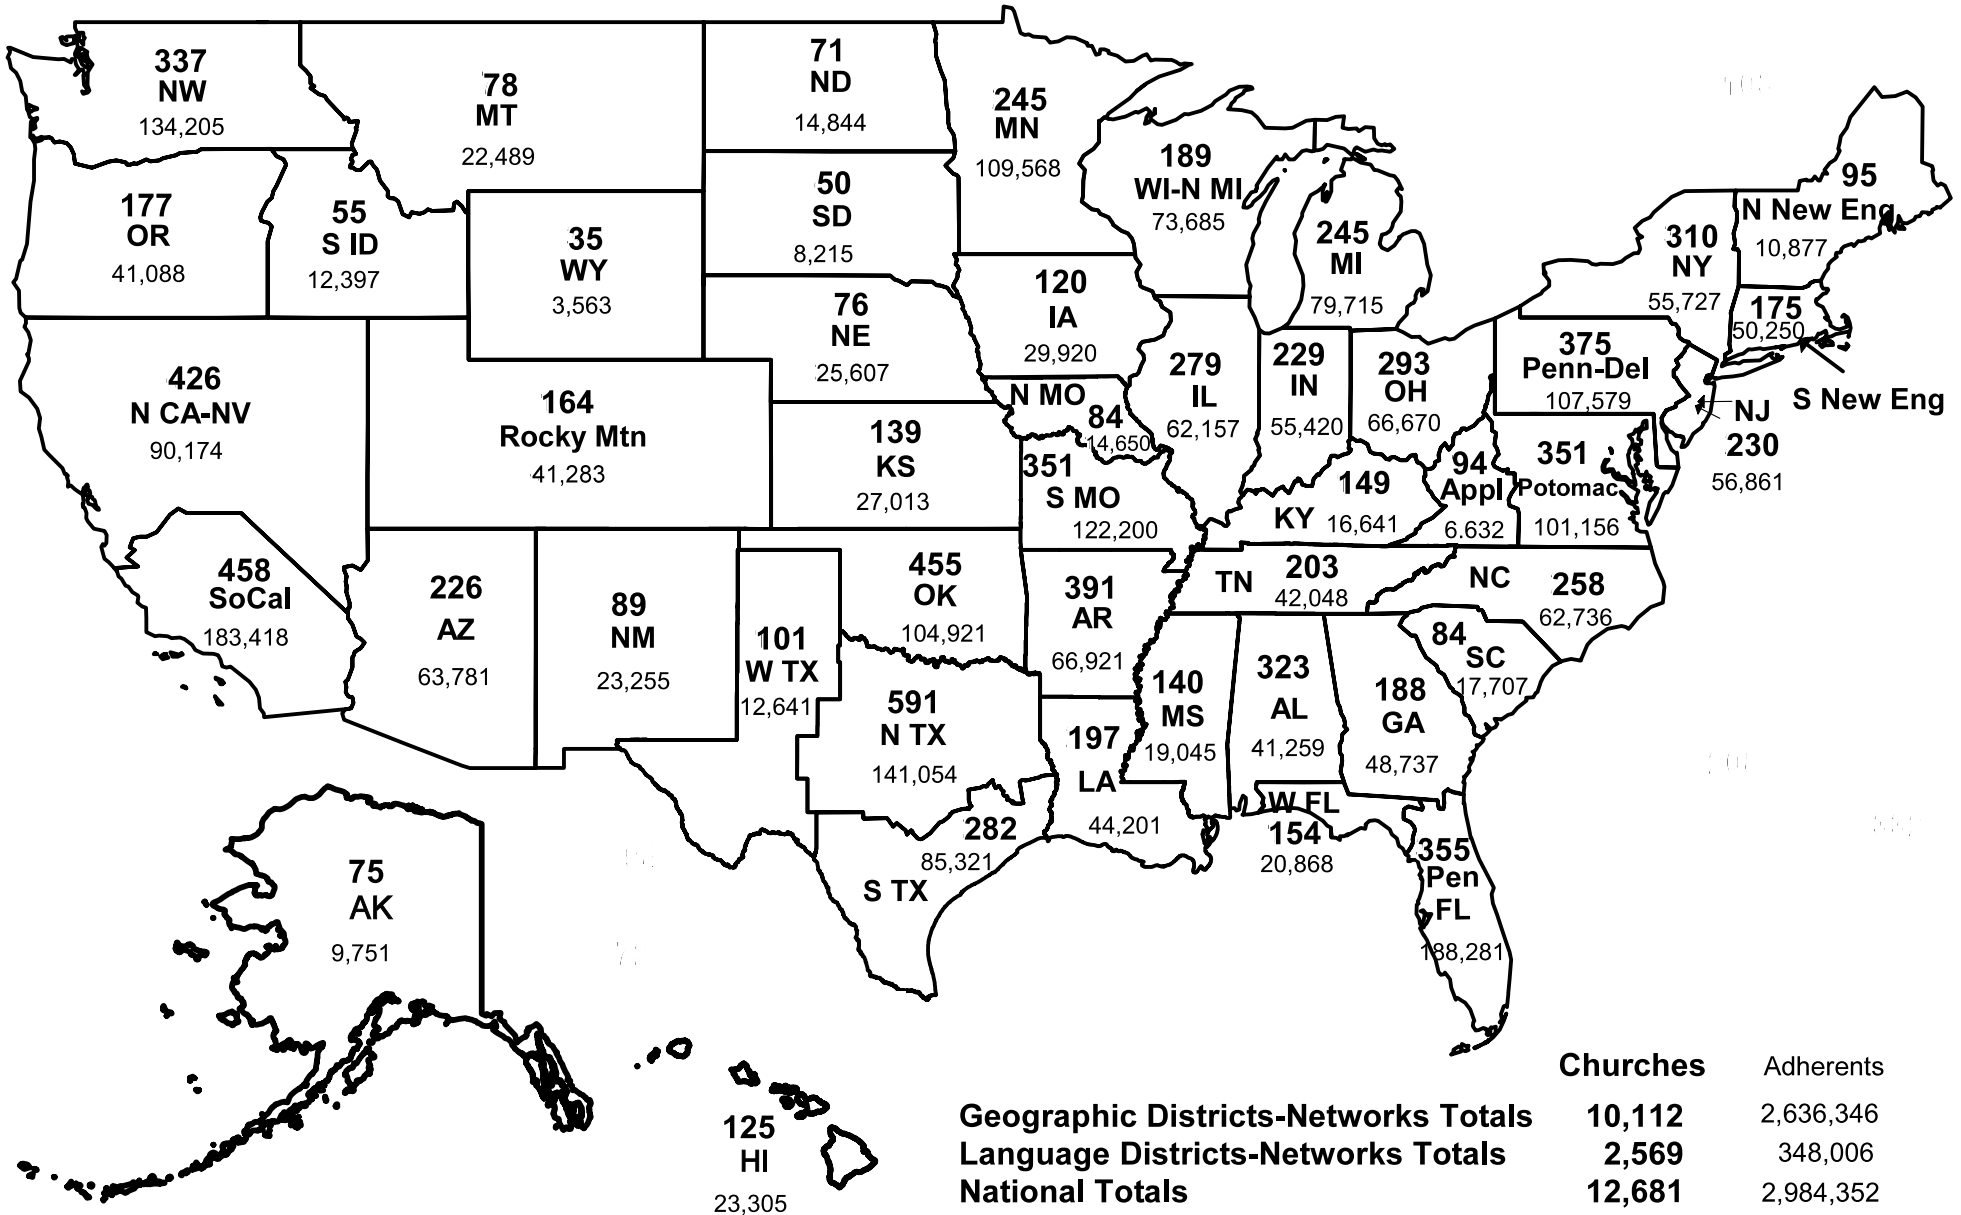 337
NW
134,205
78
MT
22,489
71
ND
14,844
245
MN
109,568
189
WI-N MI
73,685
245
MI
79,715
95
N New Eng
10,877
310
NY
55,727
175
50,250
S New Eng
177
OR
41,088
55
S ID
12,397
35
WY
3,563
50
SD
8,215
76
NE
25,607
120
IA
29,920
279
IL
62,157
229
IN
55,420
293
OH
66,670
375
Penn-Del
107,579
NJ
230
56,861
426
N CA-NV
90,174
164
Rocky Mtn
41,283
139
KS
27,013
N MO
84
14,650
351
S MO
122,200
149
KY 16,641
94
Appl
6.632
351
Potomac
101,156
458
SoCal
183,418
226
AZ
63,781
89
NM
23,255
101
W TX
12,641
455
OK
104,921
391
AR
66,921
203
TN
42,048
NC 258
62,736
84
SC
17,707
591
N TX
141,054
197
LA
44,201
140
MS
19,045
323
AL
41,259
188
GA
48,737
282
85,321
S TX
W FL
154
20,868
355
Pen
FL
188,281
75
AK
9,751
125
HI
23,305
Churches Adherents
Geographic Districts-Networks Totals 10,112 2,636,346
Language Districts-Networks Totals 2,569 348,006
National Totals 12,681 2,984,352